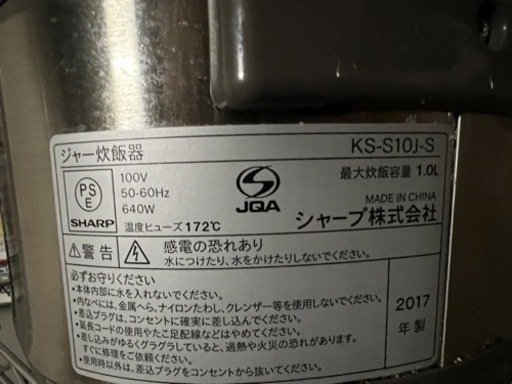 ジャー炊飯器
KS-S10J-S
PS
E
SHARP
100V
50-60Hz
640W
温度ヒューズ172℃
JQA
最大炊飯容量 1.0L
MADE IN CHINA
シャープ株式会社
警告
感電の恐れあり
水につけたり、水をかけたりしないでください。
必ずお守りください
•本体内部に水を入れないでください。
•内なべには、金属へら、ナイロンたわし、クレンザー等を使用しないでください。
•差込プラグは、コンセントに確実に差し込んでください。
•延長コードの使用やたこ足配線などはやめてください。
•差し込みがゆるくグラグラしていると、過熱や火災の恐れがあります。
すぐに修理をご依頼ください。
•使用時以外は、差込プラグをコンセントから抜いてください。
2017
年製